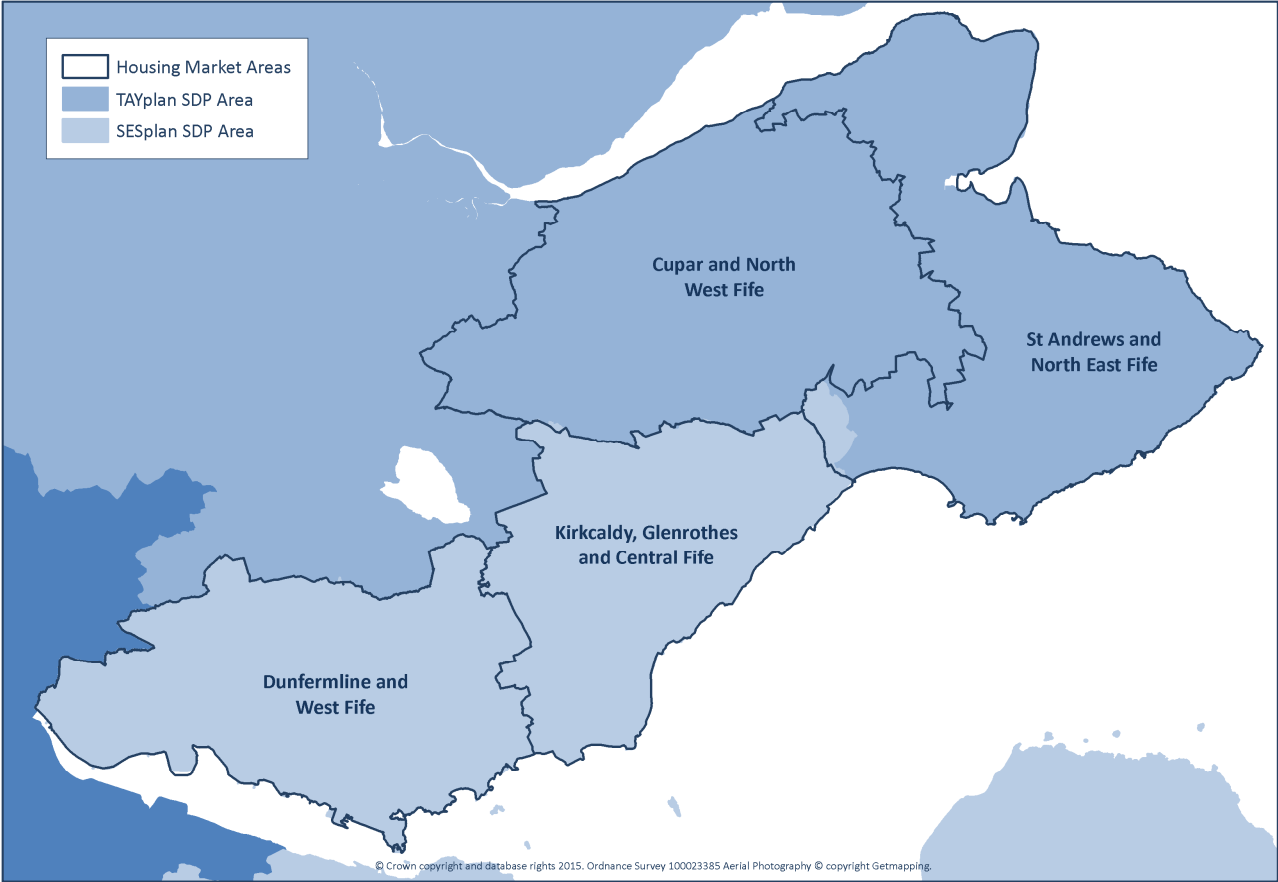 Housing Market Areas
TAYplan SDP Area
SESplan SDP Area
Cupar and North
West Fife
St Andrews and
North East Fife
Kirkcaldy, Glenrothes
and Central Fife
Dunfermline and
West Fife
© Crown copyright and database rights 2015. Ordnance Survey 100023385 Aerial Photography © copyright Getmapping.